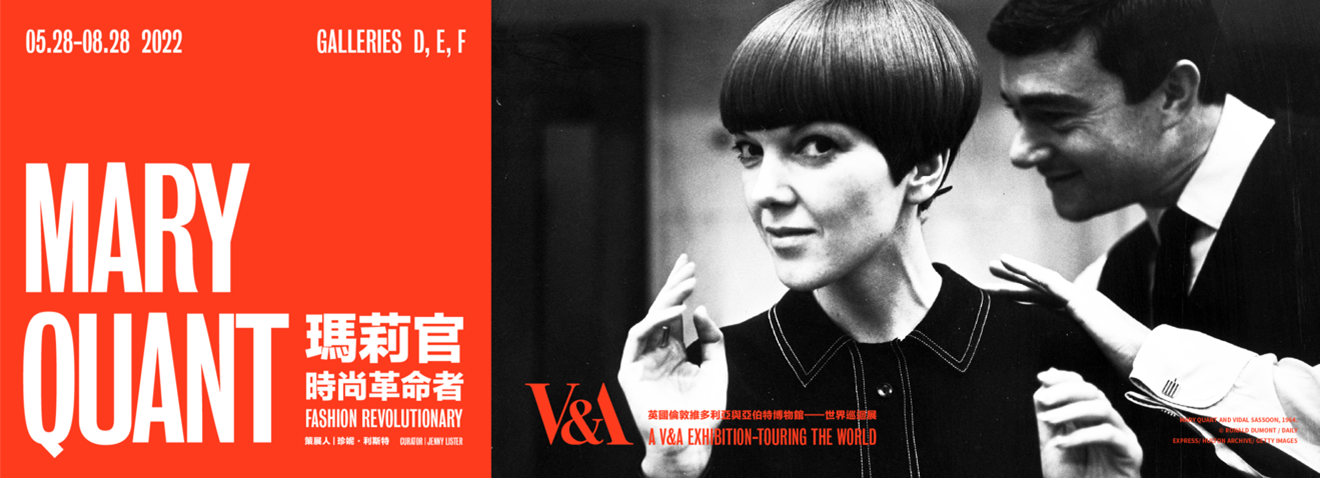 05.28-08.28 2022
GALLERIES D, E, F
MARY
QUANT
瑪莉官
時尚革命者
FASHION REVOLUTIONARY
策展人 | 珍妮·利斯特 CURATOR | JENNY LISTER
V&A
英國倫敦維多利亞與亞伯特博物館——世界巡迴展
A V&A EXHIBITION-TOURING THE WORLD
MARY QUANT AND VIDAL SASSOON, 1964.
© RONALD DUMONT / DAILY
EXPRESS/ HULTON ARCHIVE/ GETTY IMAGES